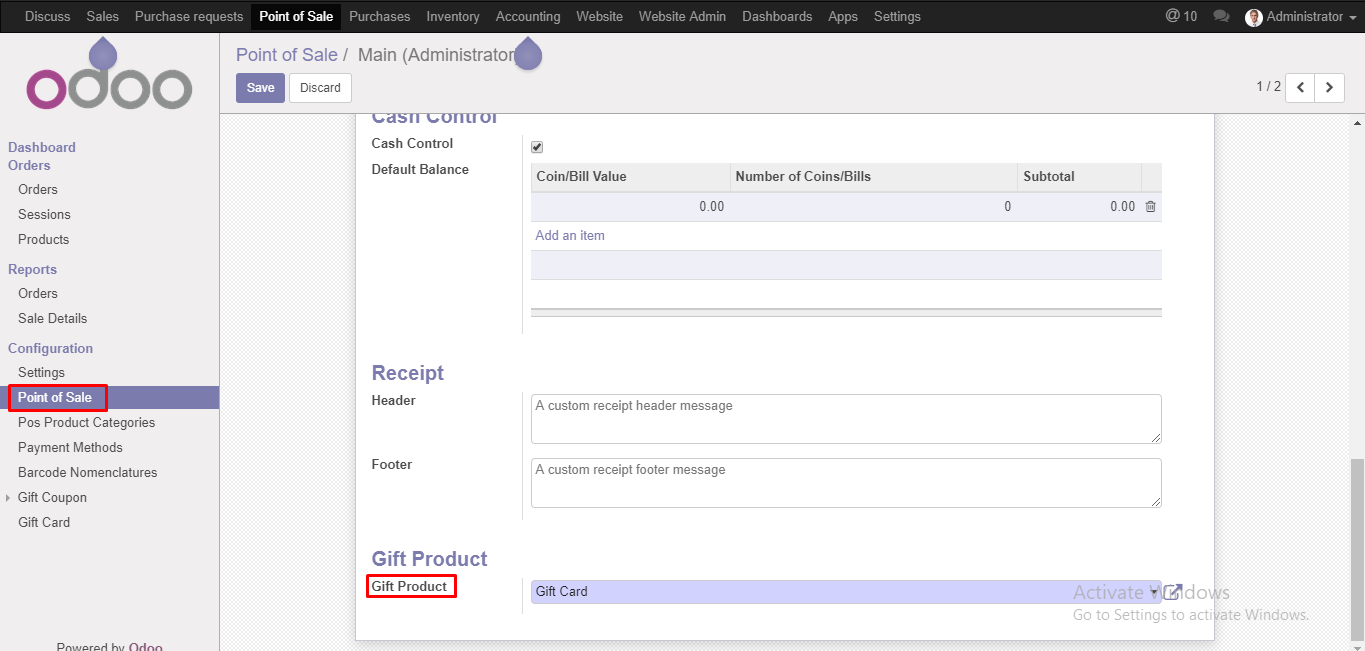 Discuss Sales Purchase requests Point of Sale Purchases Inventory Accounting Website Website Admin Dashboards Apps Settings @ 10 Administrator
odoo
Point of Sale / Main (Administrator
Save Discard
1 / 2
Dashboard
Orders
Orders
Sessions
Products
Reports
Orders
Sale Details
Configuration
Settings
Point of Sale
Pos Product Categories
Payment Methods
Barcode Nomenclatures
Gift Coupon
Gift Card
Powered by Odoo
Cash Control
Cash Control
Default Balance
Coin/Bill Value Number of Coins/Bills Subtotal
0.00 0 0.00
Add an item
Receipt
Header
A custom receipt header message
Footer
A custom receipt footer message
Gift Product
Gift Product
Gift Card
Activate Windows
Go to Settings to activate Windows.